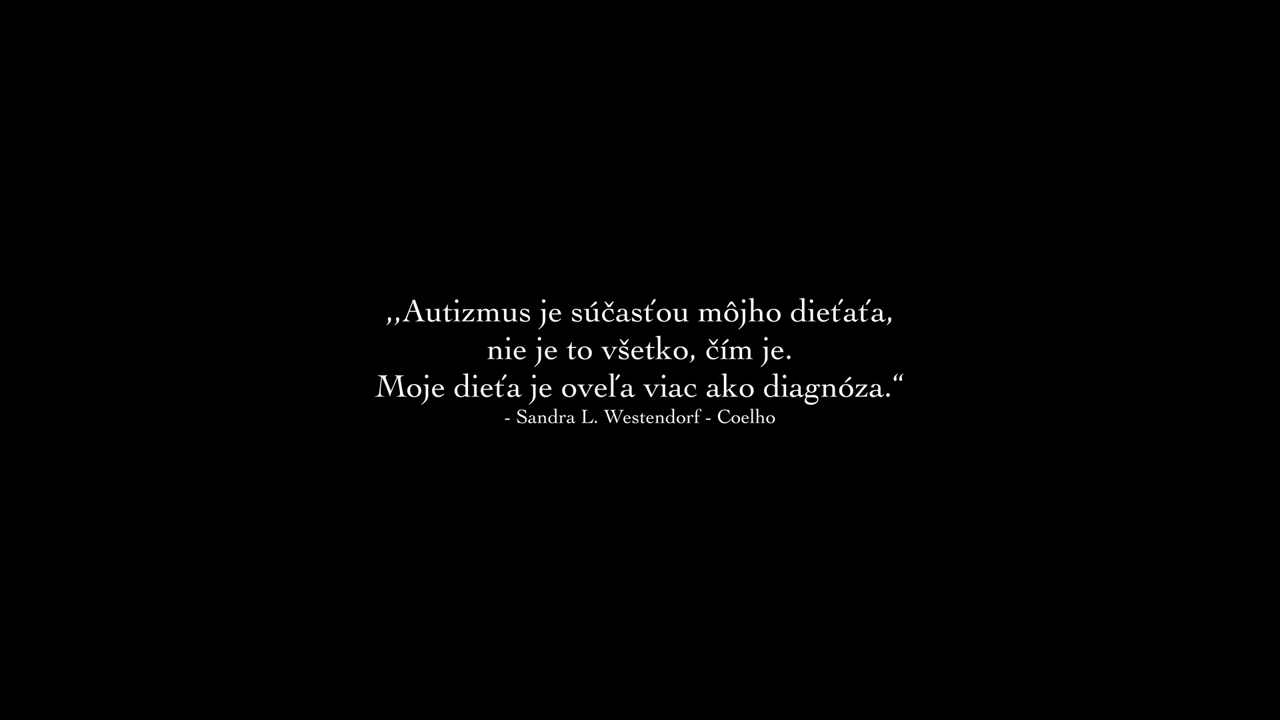 ,,Autizmus je súčasťou môjho dieťaťa,
nie je to všetko, čím je.
Moje dieťa je oveľa viac ako diagnóza.“
- Sandra L. Westendorf - Coelho